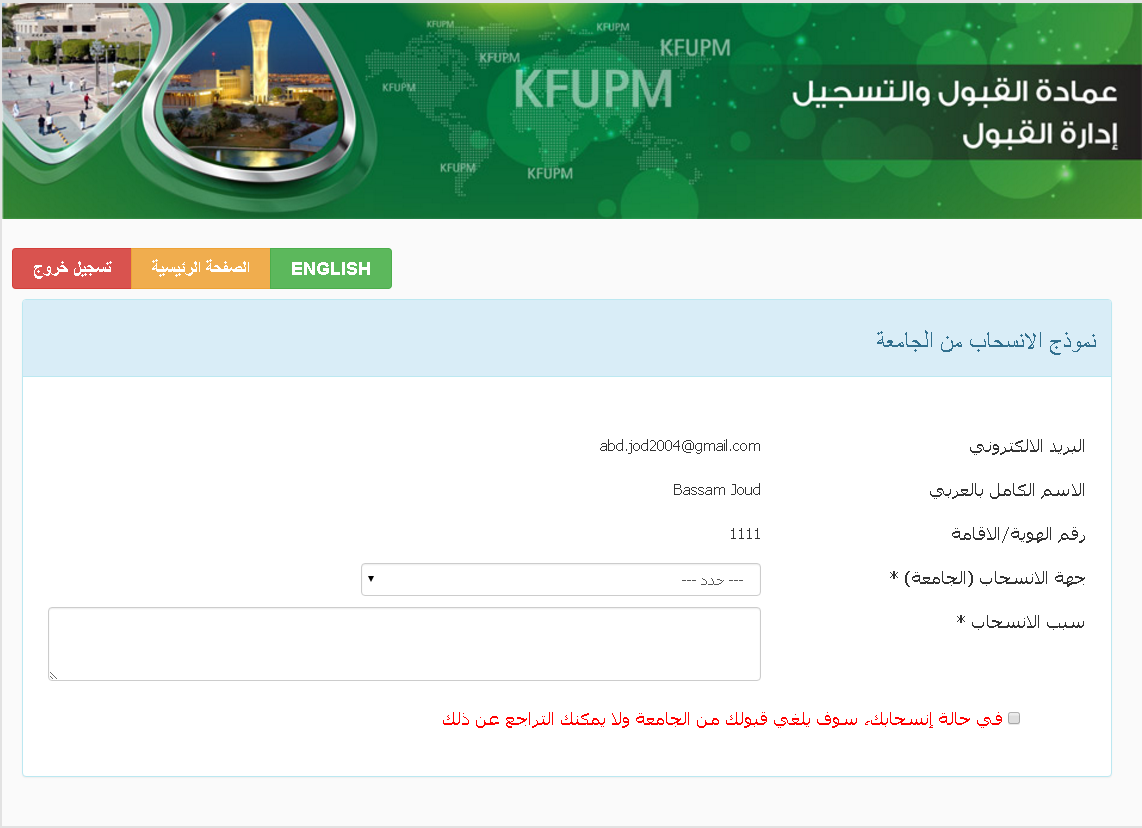 KFUPM
KFUPM
KFUPM
KFUPM
KFUPM
KFUPM
KFUPM
KFUPM
عمادة القبول والتسجيل
إدارة القبول
ENGLISH
الصفحة الرئيسية
تسجيل خروج
نموذج الانسحاب من الجامعة
البريد الالكتروني abd.jod2004@gmail.com
الاسم الكامل بالعربي Bassam Joud
رقم الهوية/الاقامة 1111
جهة الانسحاب (الجامعة) * --- حدد ---
سبب الانسحاب *
في حالة إنسحابك، سوف يلغي قبولك من الجامعة ولا يمكنك التراجع عن ذلك